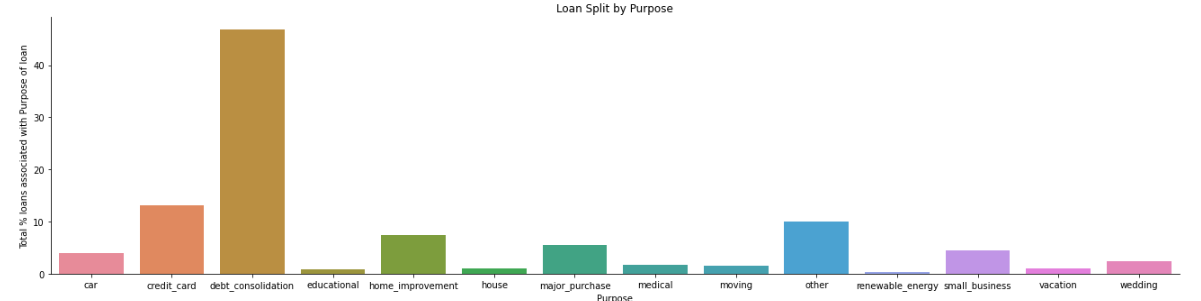 Loan Split by Purpose
Total % loans associated with Purpose of loan
40
30
20
10
0
car credit_card debt_consolidation educational home_improvement house major_purchase medical moving other renewable_energy small_business vacation wedding
Purpose